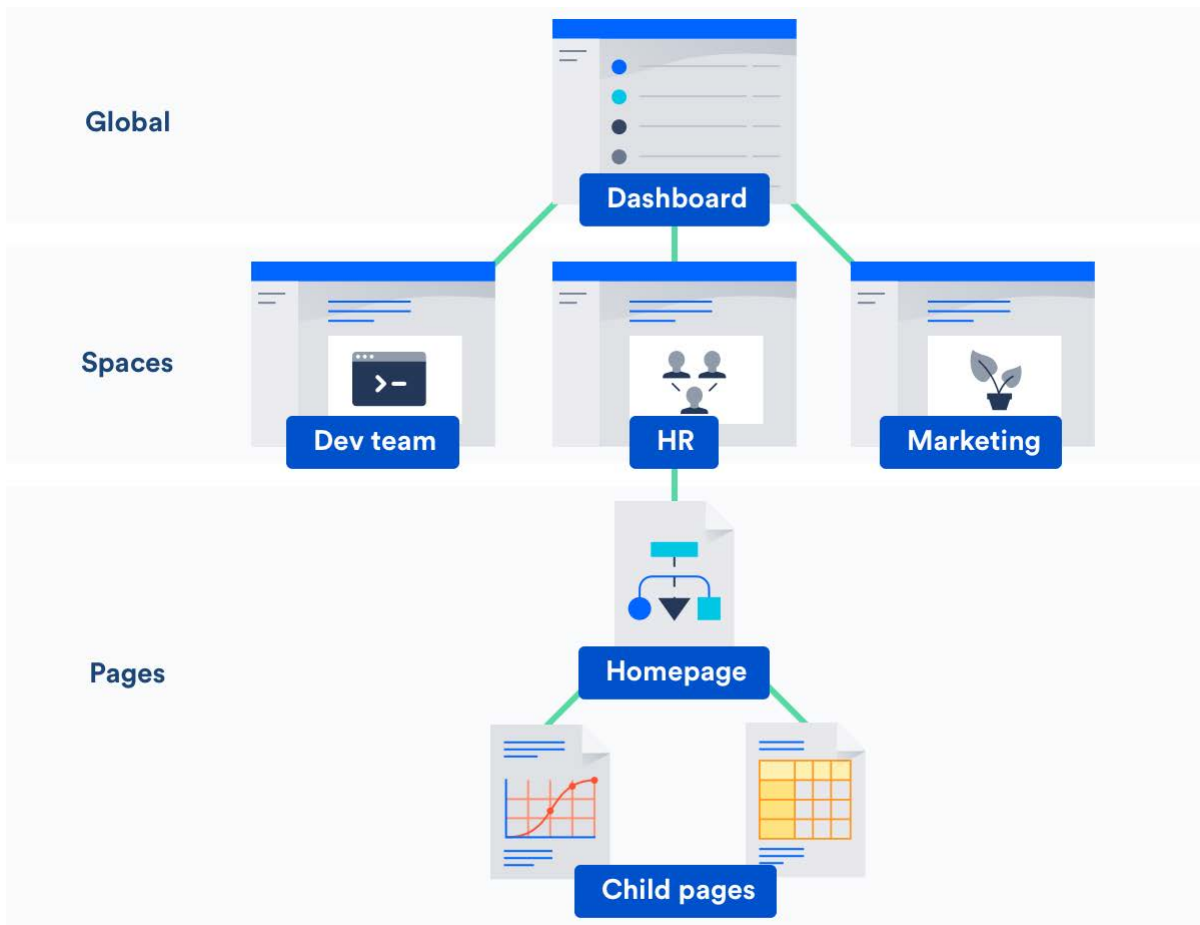 Global
Dashboard
Spaces
Dev team
HR
Marketing
Pages
Homepage
Child pages